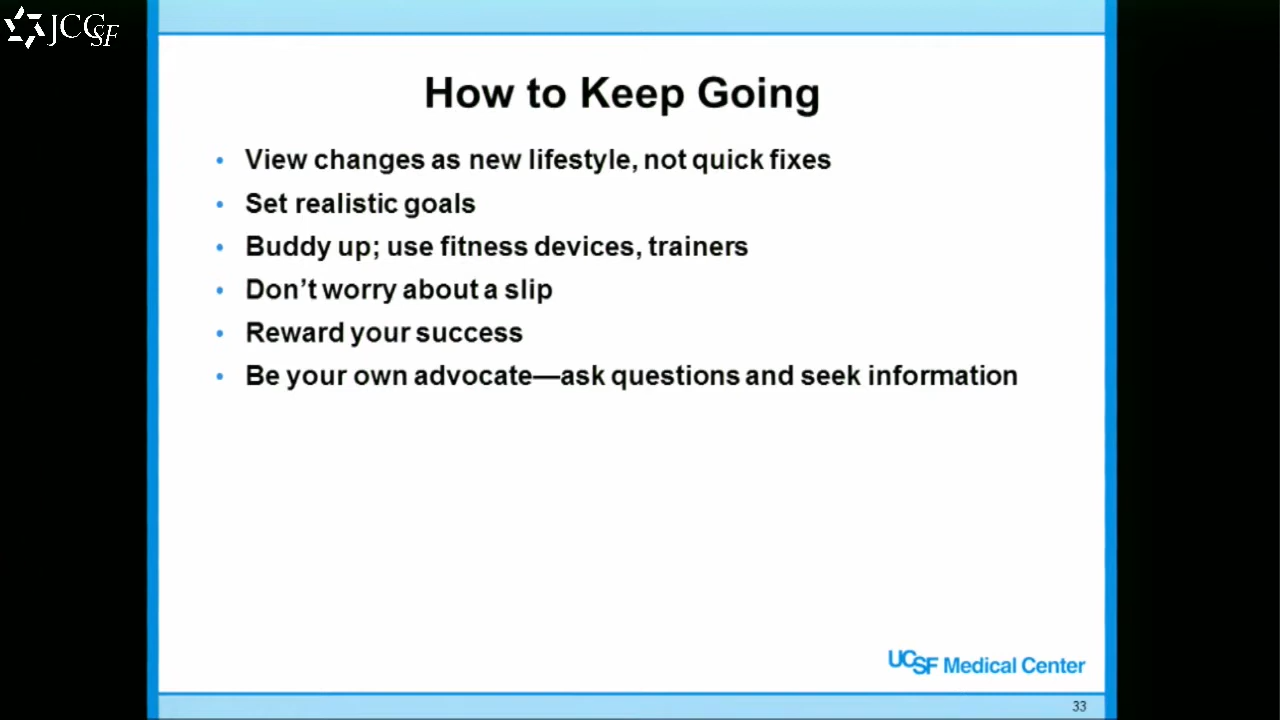 JCCSF
How to Keep Going
• View changes as new lifestyle, not quick fixes
• Set realistic goals
• Buddy up; use fitness devices, trainers
• Don’t worry about a slip
• Reward your success
• Be your own advocate—ask questions and seek information
UCSF Medical Center
33